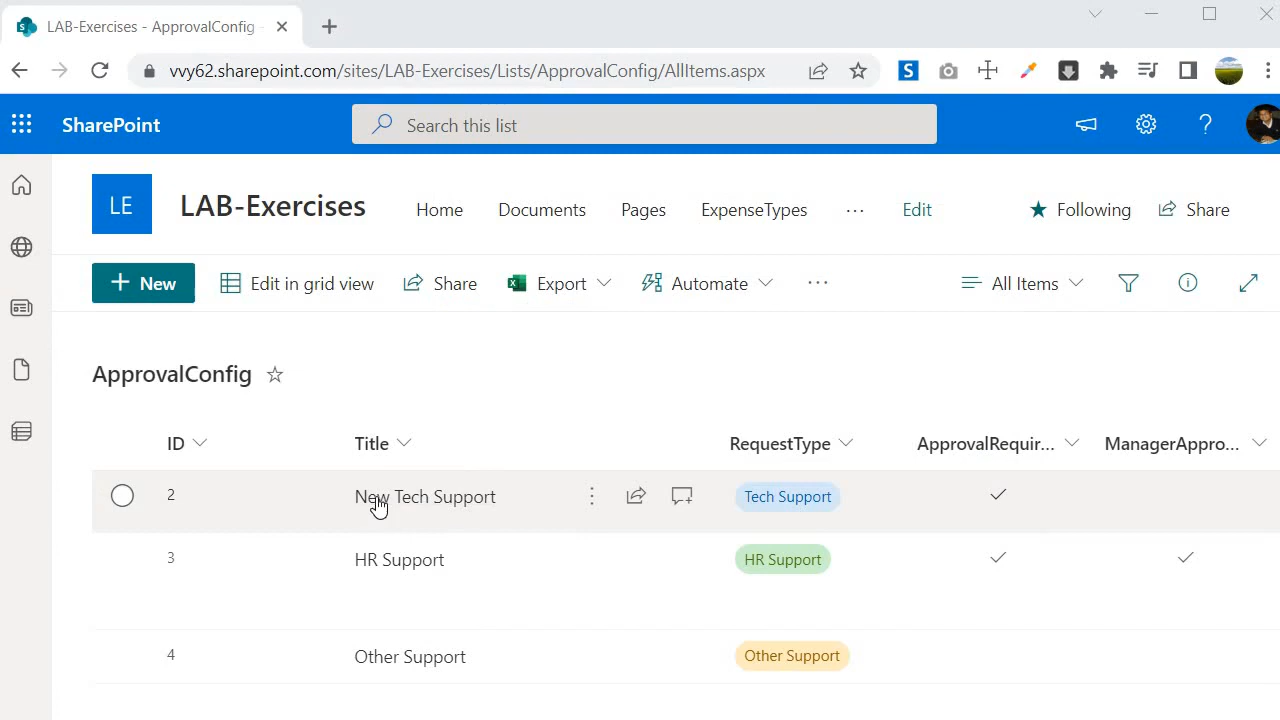 LAB-Exercises - ApprovalConfig -
vvy62.sharepoint.com/sites/LAB-Exercises/Lists/ApprovalConfig/AllItems.aspx
SharePoint
Search this list
LE
LAB-Exercises
Home
Documents
Pages
ExpenseTypes
Edit
Following
Share
New
Edit in grid view
Share
Export
Automate
All Items
ApprovalConfig
ID
Title
RequestType
ApprovalRequir...
ManagerAppro...
2
New Tech Support
Tech Support
3
HR Support
HR Support
4
Other Support
Other Support